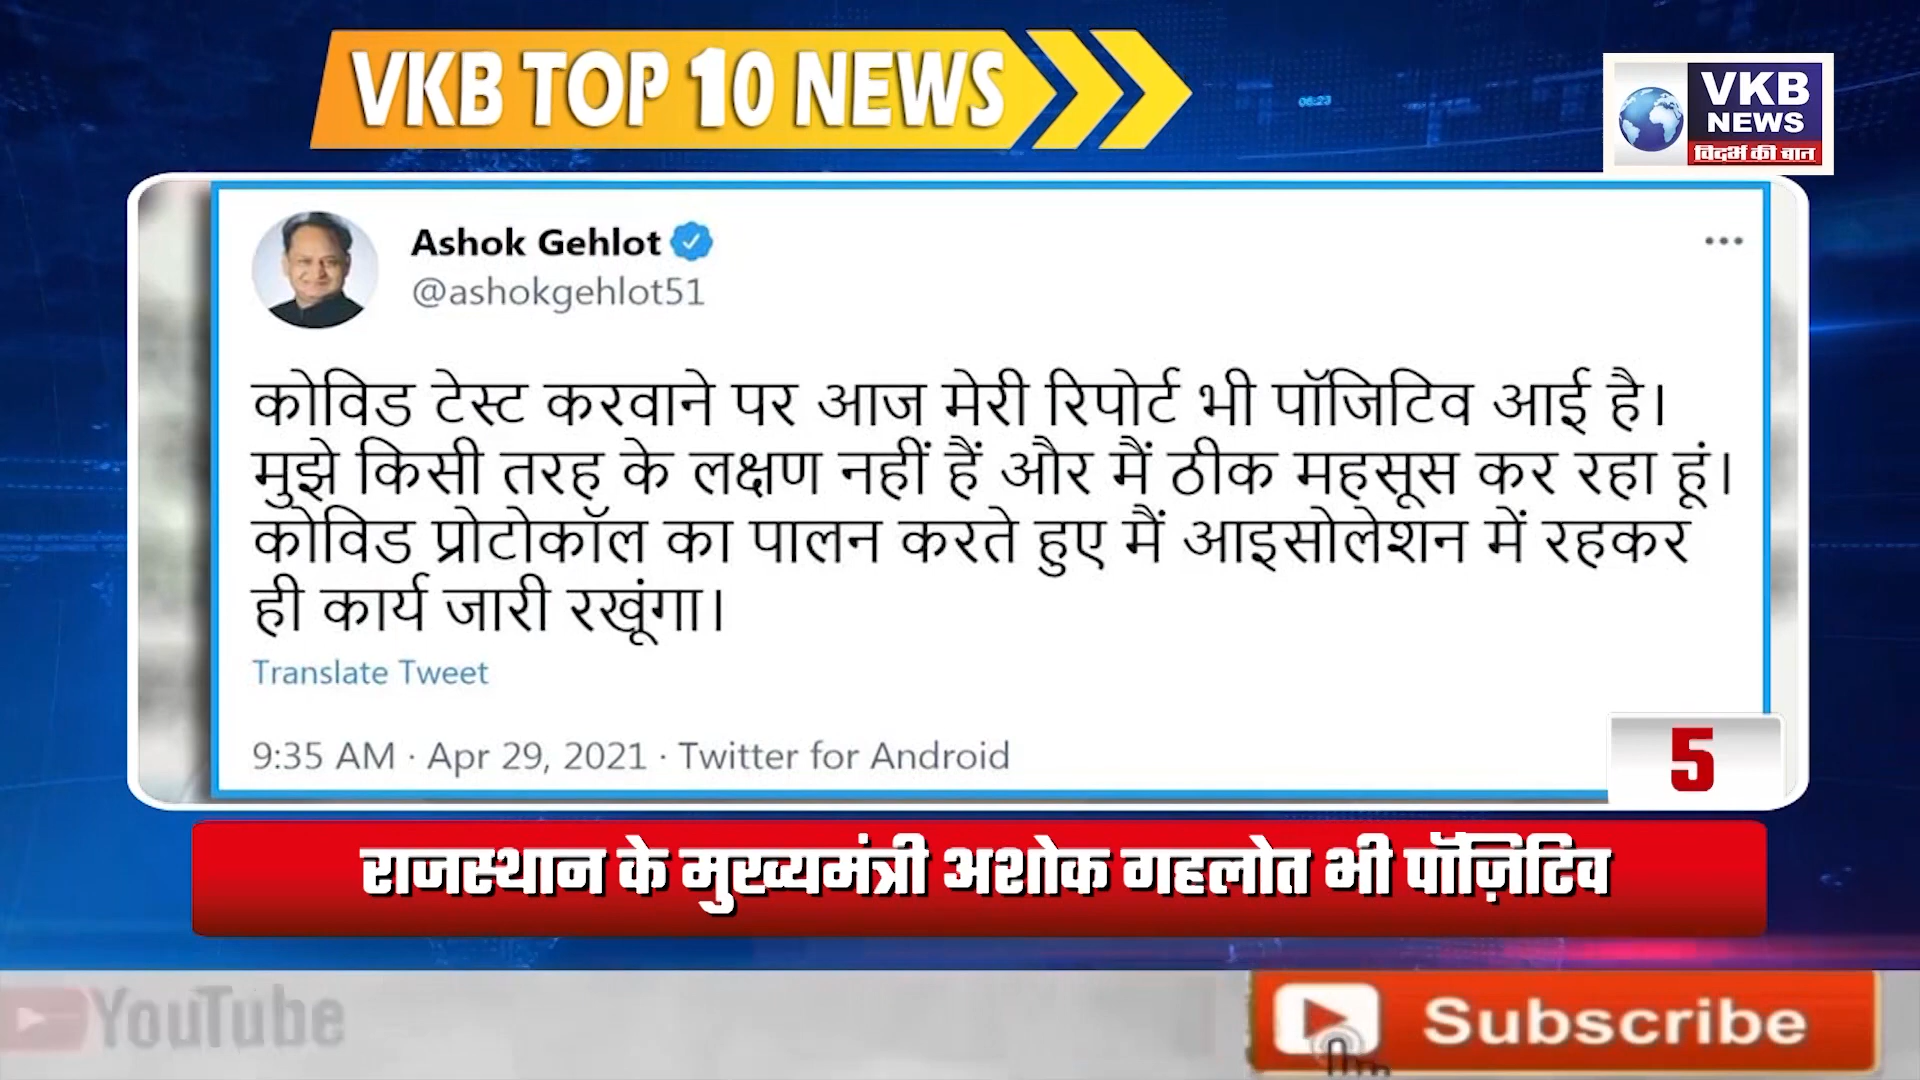 VKB TOP 10 NEWS
06:23
VKB
NEWS
विदर्भ की बात
Ashok Gehlot
@ashokgehlot51
कोविड टेस्ट करवाने पर आज मेरी रिपोर्ट भी पॉजिटिव आई है।
मुझे किसी तरह के लक्षण नहीं हैं और मैं ठीक महसूस कर रहा हूं।
कोविड प्रोटोकॉल का पालन करते हुए मैं आइसोलेशन में रहकर
ही कार्य जारी रखूंगा।
Translate Tweet
9:35 AM · Apr 29, 2021 · Twitter for Android
5
राजस्थान के मुख्यमंत्री अशोक गहलोत भी पॉज़िटिव
YouTube
Subscribe